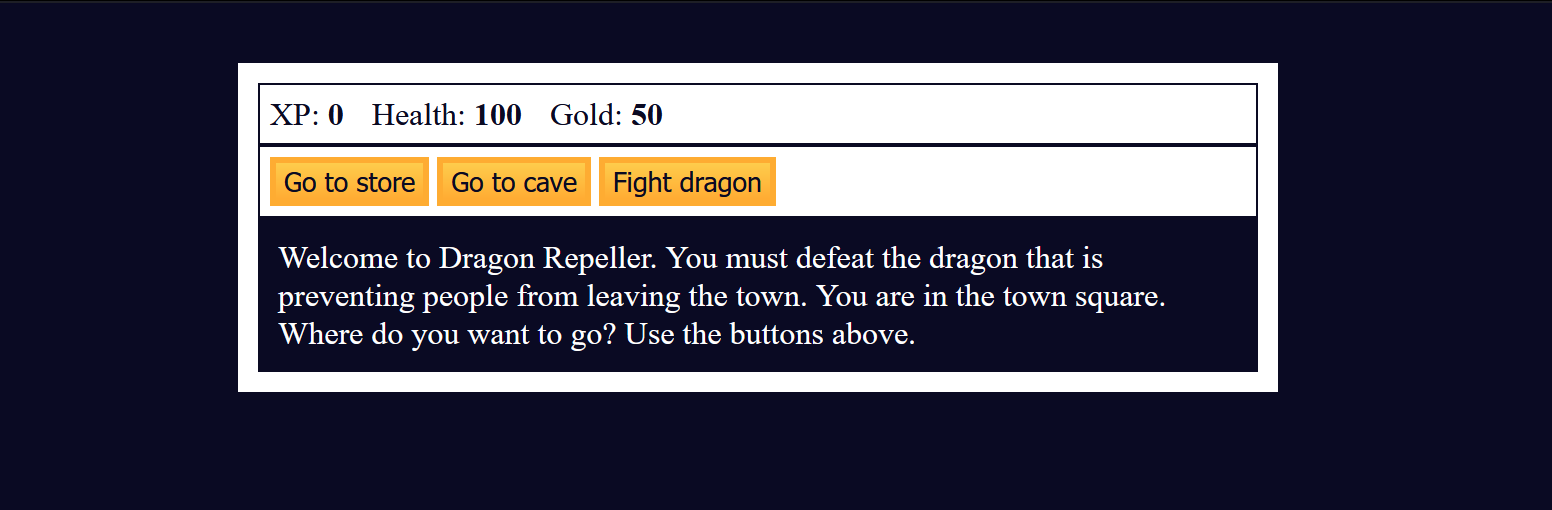 XP: 0 Health: 100 Gold: 50
Go to store Go to cave Fight dragon
Welcome to Dragon Repeller. You must defeat the dragon that is
preventing people from leaving the town. You are in the town square.
Where do you want to go? Use the buttons above.